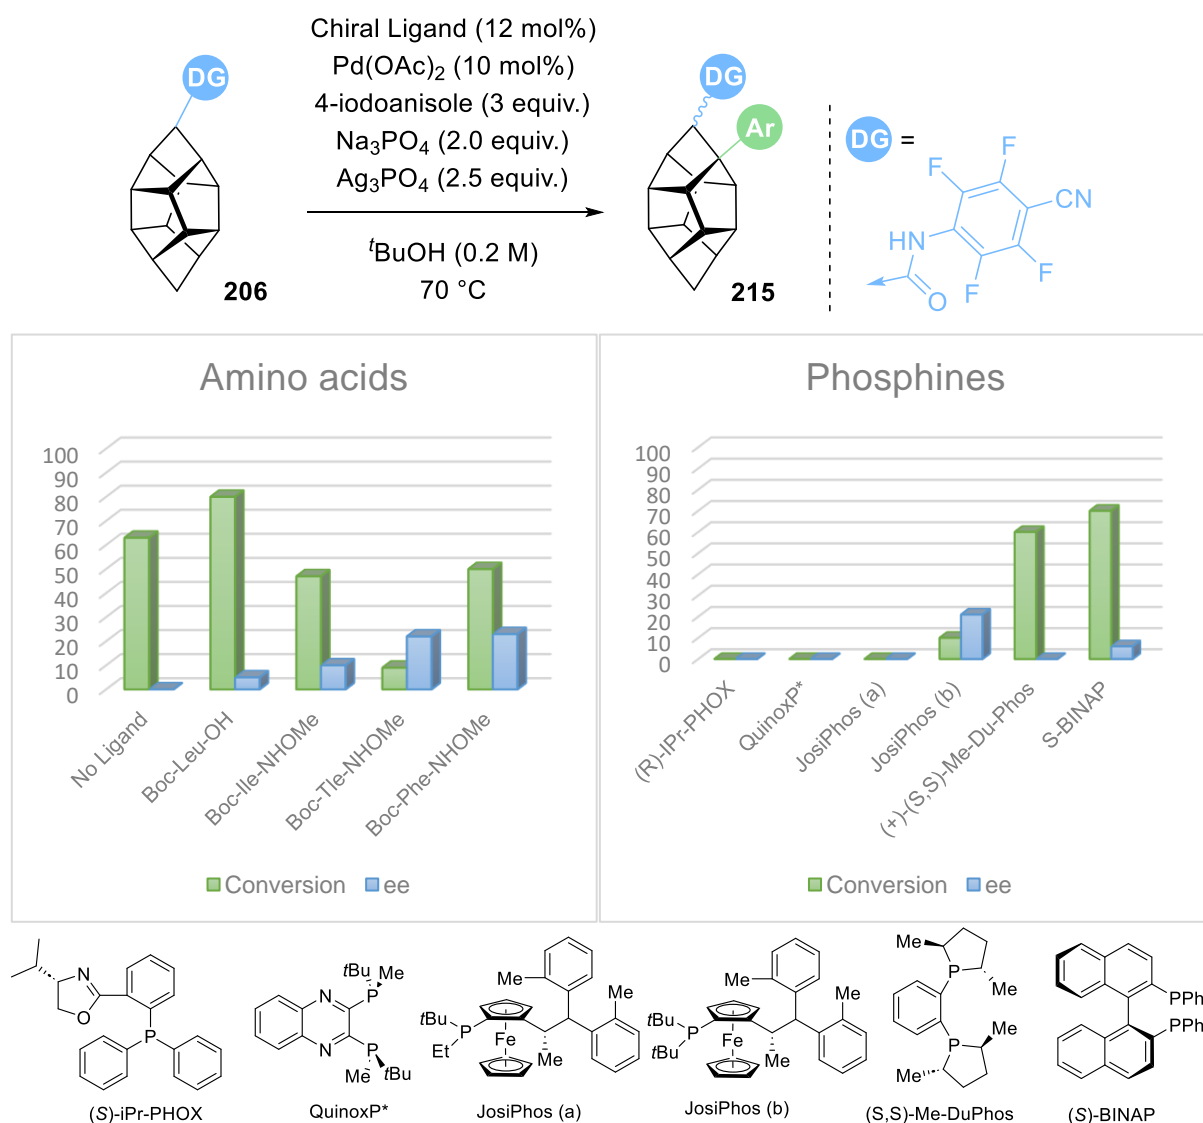 Chiral Ligand (12 mol%)
Pd(OAc)2 (10 mol%)
4-iodoanisole (3 equiv.)
Na3PO4 (2.0 equiv.)
Ag3PO4 (2.5 equiv.)
tBuOH (0.2 M)
70 °C
DG
206
DG
Ar
215
DG =
F
F
CN
HN
F
F
O
Amino acids
100
90
80
70
60
50
40
30
20
10
0
No Ligand
Boc-Leu-OH
Boc-Ile-NHOMe
Boc-Tle-NHOMe
Boc-Phe-NHOMe
Conversion
ee
Phosphines
100
90
80
70
60
50
40
30
20
10
0
(R)-IPr-PHOX
QuinoxP*
JosiPhos (a)
JosiPhos (b)
(+)-(S,S)-Me-Du-Phos
S-BINAP
Conversion
ee
N
O
P
(S)-iPr-PHOX
tBu
Me
P
N
N
P
Me
tBu
QuinoxP*
Me
Me
tBu
P
Et
Fe
Me
JosiPhos (a)
Me
Me
tBu
P
tBu
Fe
Me
JosiPhos (b)
Me
P
Me
Me
P
Me
(S,S)-Me-DuPhos
PPh
PPh
(S)-BINAP